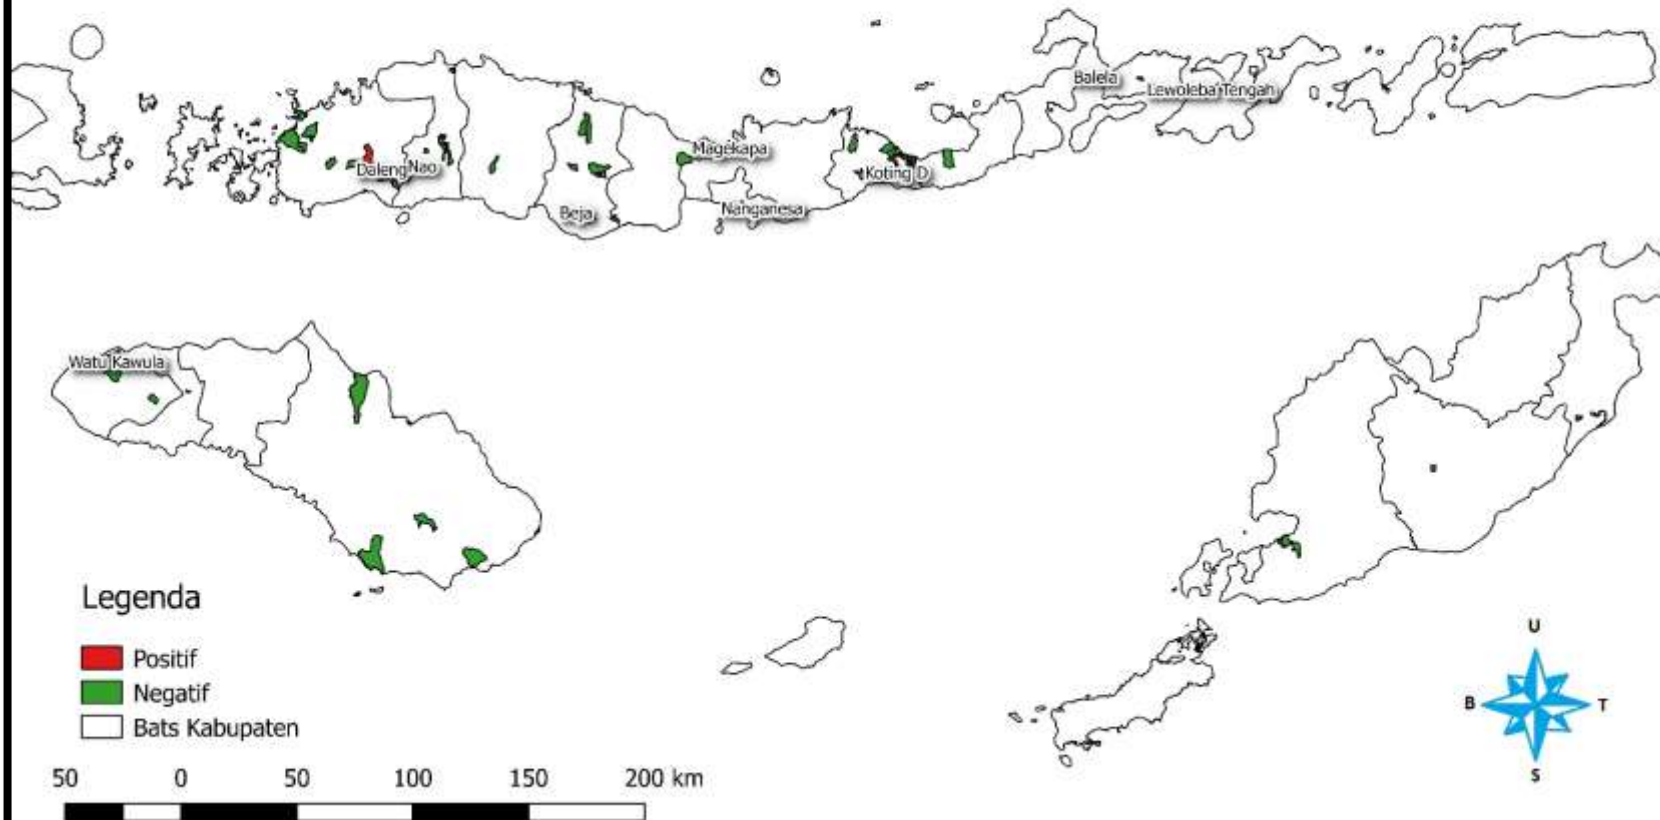 Balela
Lewoleba Tengah
Magekapa
Daleng
Nao
Koting D
Beja
Nanganesa
Watu Kawula
Legenda
Positif
Negatif
Bats Kabupaten
U
B
T
S
50 0 50 100 150 200 km